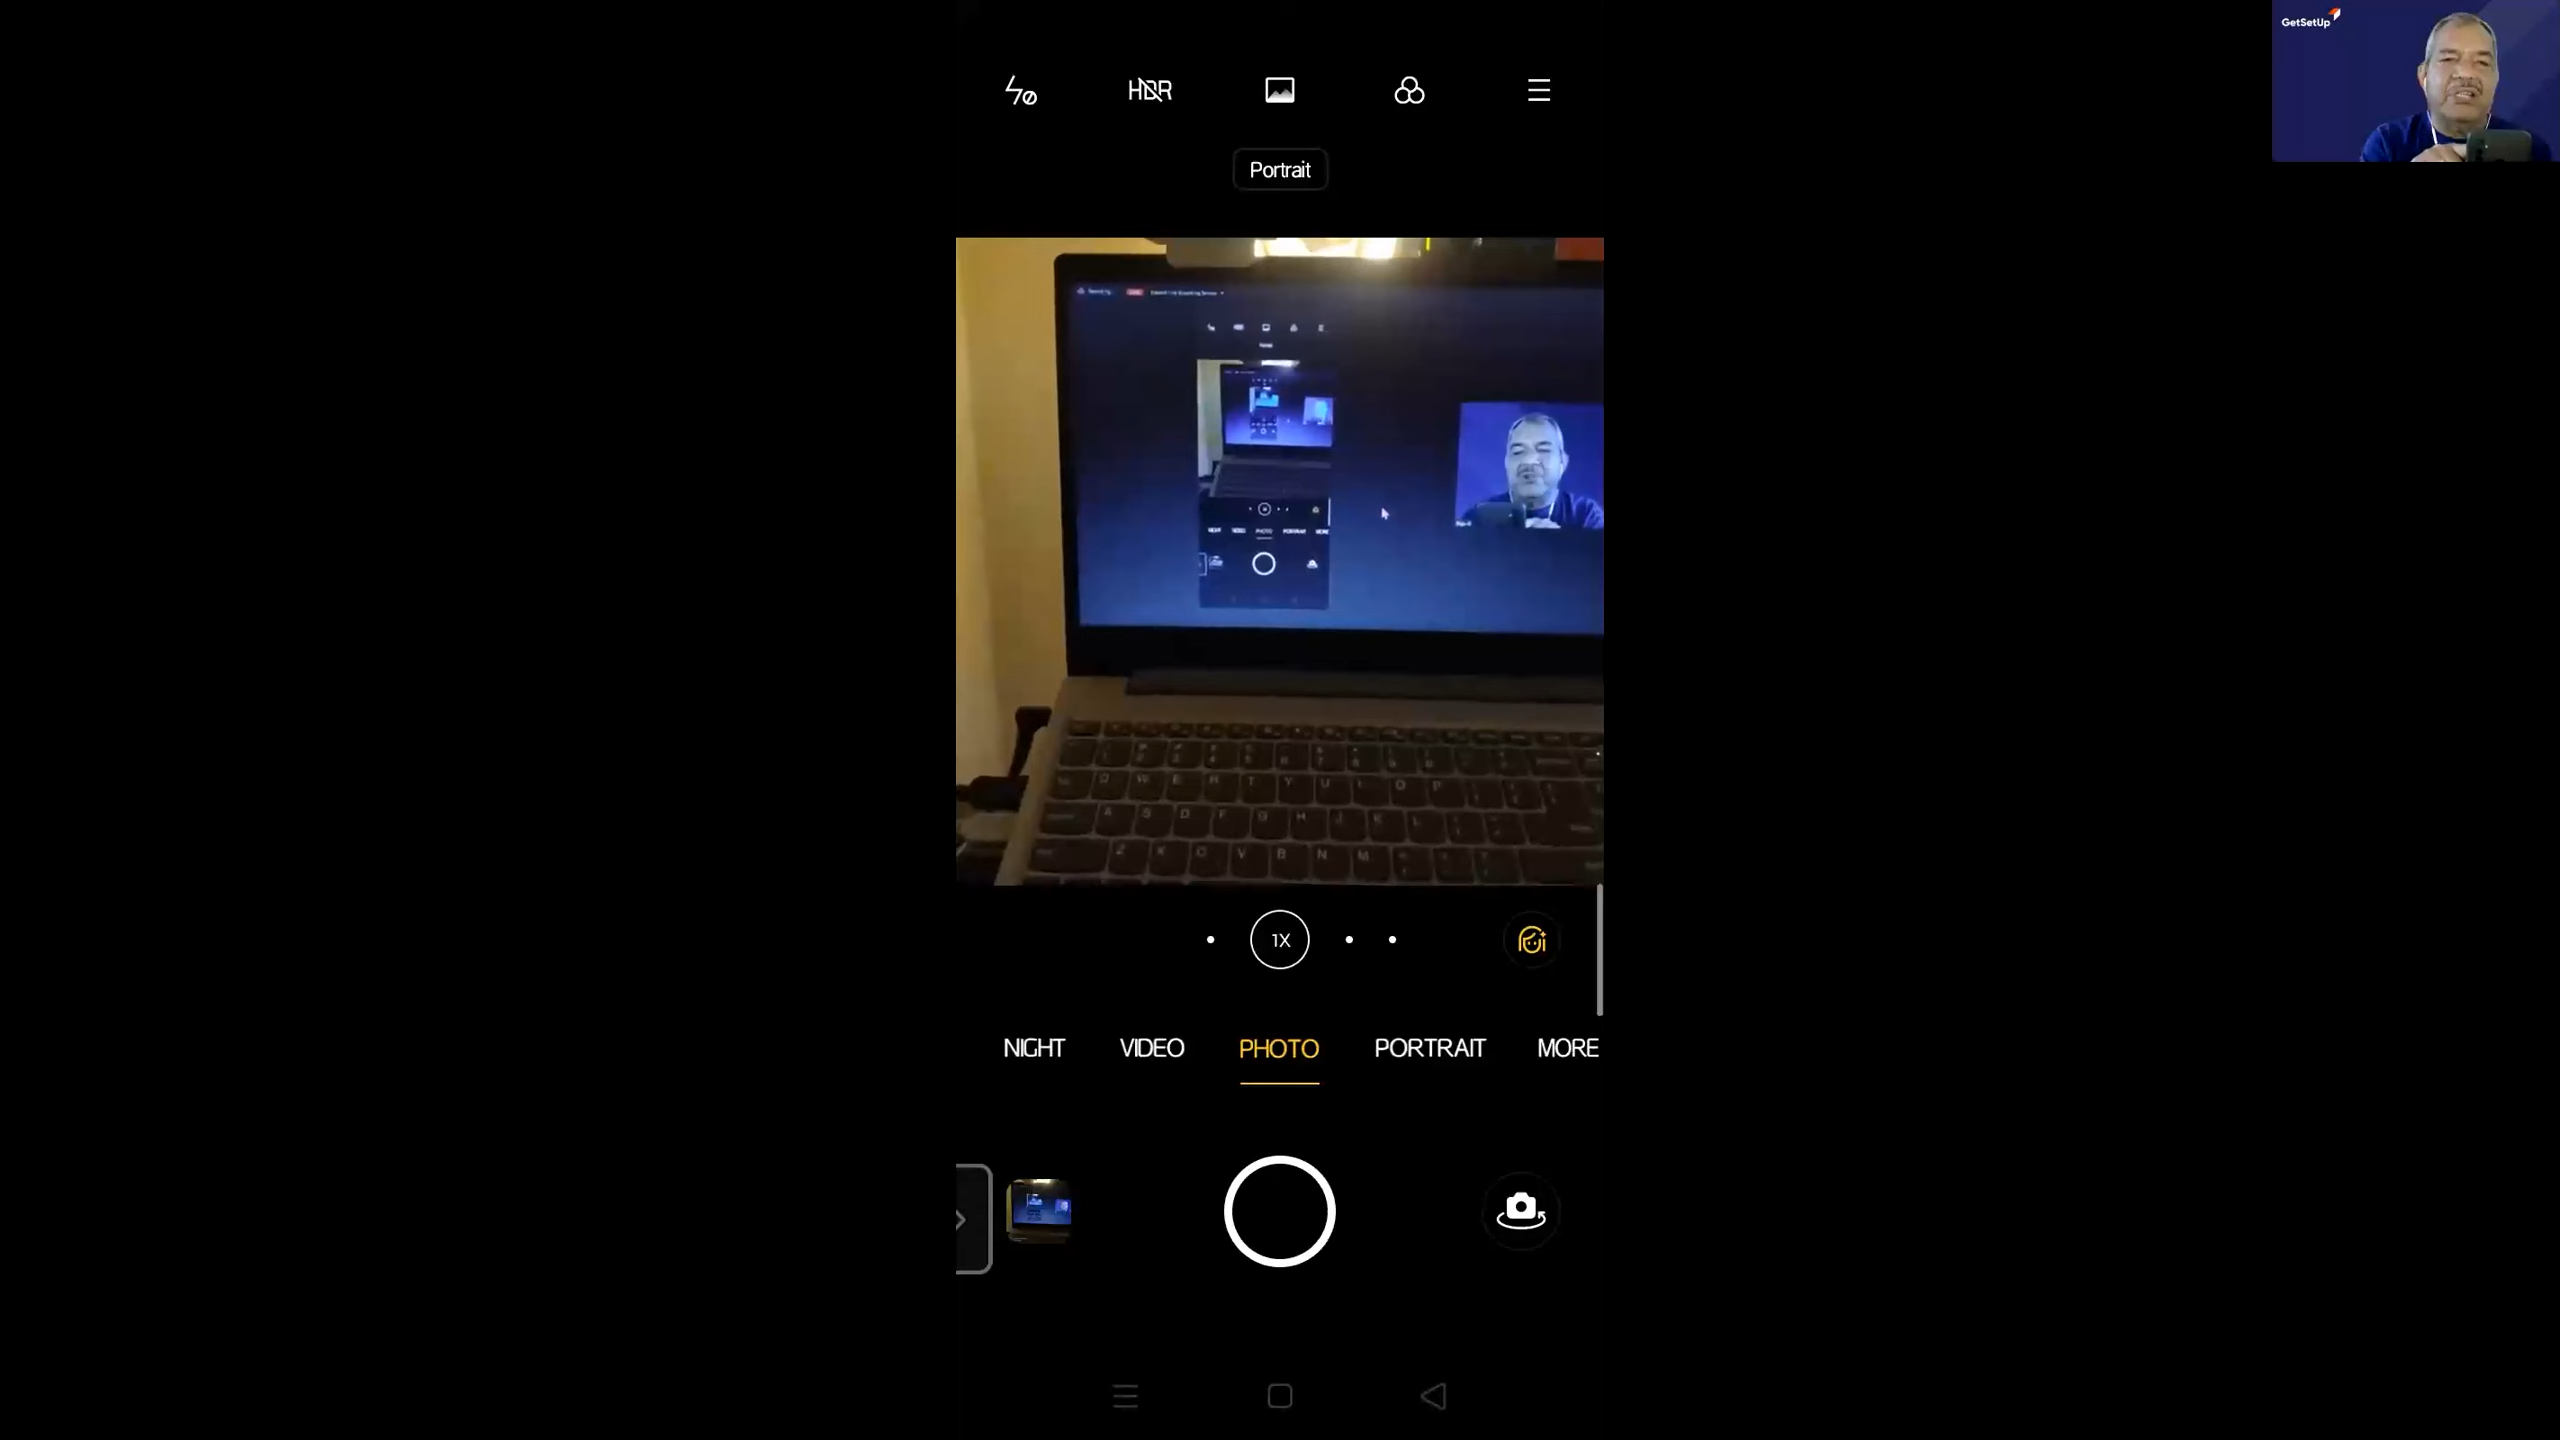 GetSetUp
HDR
Portrait
Q W E R T Y U I O P
A S D F G H J K L
Z X C V B N M
1X
NIGHT VIDEO PHOTO PORTRAIT MORE